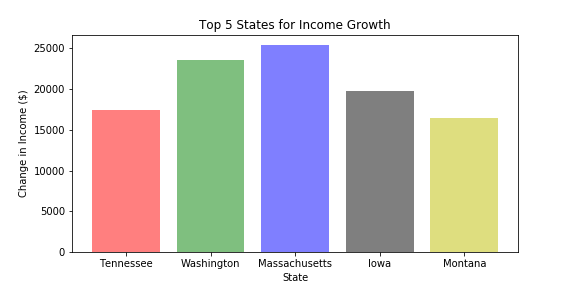 Top 5 States for Income Growth
Change in Income ($)
25000
20000
15000
10000
5000
0
Tennessee Washington Massachusetts Iowa Montana
State